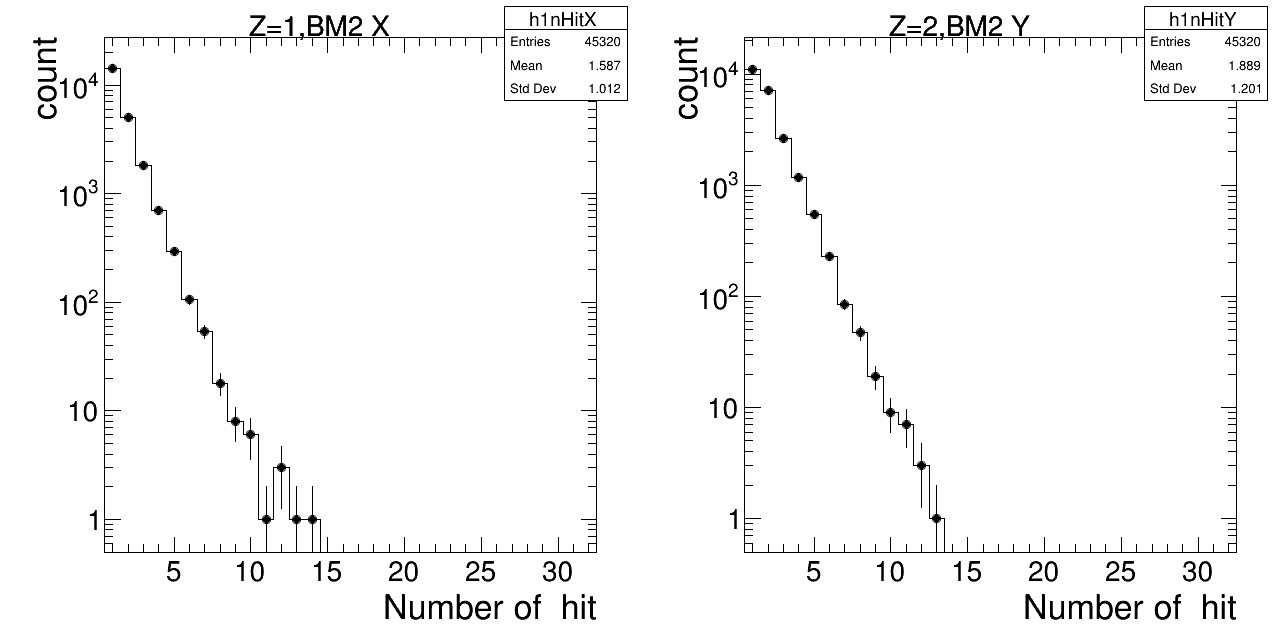 Z=1,BM2 X
h1nHitX
Entries 45320
Mean 1.587
Std Dev 1.012
count
10^4
10^3
10^2
10
1
5 10 15 20 25 30
Number of hit
Z=2,BM2 Y
h1nHitY
Entries 45320
Mean 1.889
Std Dev 1.201
count
10^4
10^3
10^2
10
1
5 10 15 20 25 30
Number of hit